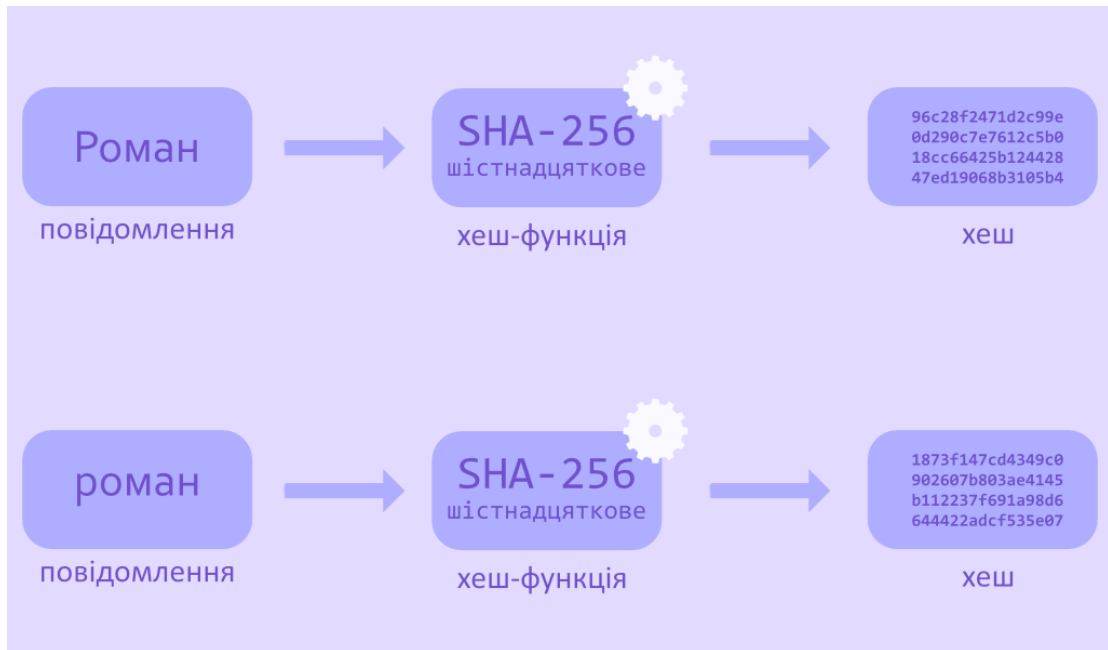 Роман
SHA-256
шістнадцяткове
96c28f2471d2c99e
0d290c7e7612c5b0
18cc66425b124428
47ed19068b3105b4
повідомлення
хеш-функція
хеш
роман
SHA-256
шістнадцяткове
1873f147cd4349c0
902607b803ae4145
b112237f691a98d6
644422adcf535e07
повідомлення
хеш-функція
хеш